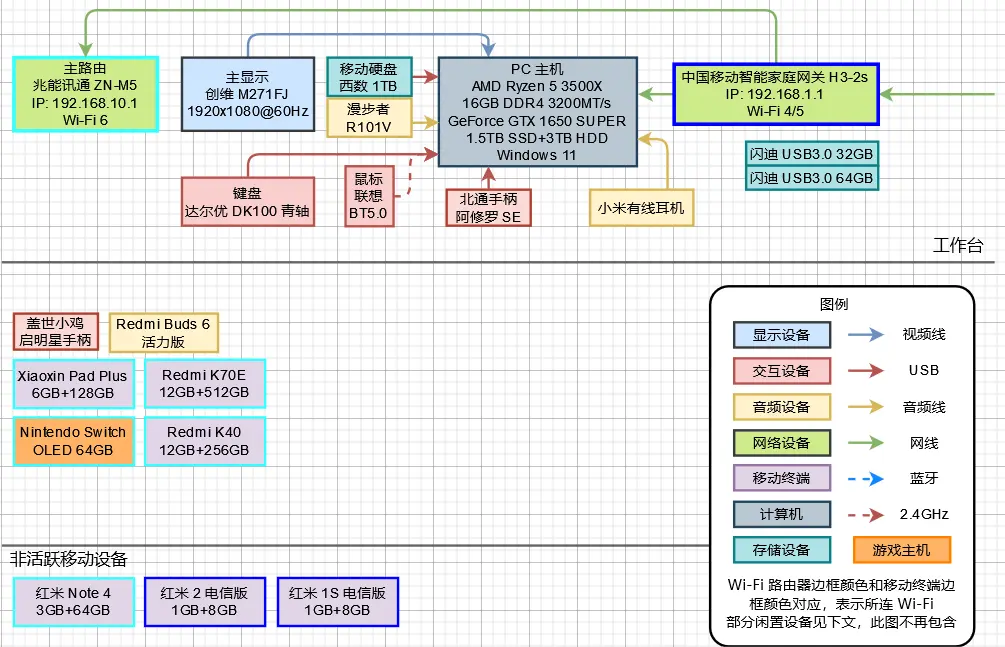 主路由
兆能讯通 ZN-M5
IP: 192.168.10.1
Wi-Fi 6
主显示
创维 M271FJ
1920x1080@60Hz
移动硬盘
西数 1TB
漫步者
R101V
PC 主机
AMD Ryzen 5 3500X
16GB DDR4 3200MT/s
GeForce GTX 1650 SUPER
1.5TB SSD+3TB HDD
Windows 11
中国移动智能家庭网关 H3-2s
IP: 192.168.1.1
Wi-Fi 4/5
闪迪 USB3.0 32GB
闪迪 USB3.0 64GB
键盘
达尔优 DK100 青轴
鼠标
联想
BT5.0
北通手柄
阿修罗 SE
小米有线耳机
工作台
盖世小鸡
启明星手柄
Redmi Buds 6
活力版
Xiaoxin Pad Plus
6GB+128GB
Redmi K70E
12GB+512GB
Nintendo Switch
OLED 64GB
Redmi K40
12GB+256GB
非活跃移动设备
红米 Note 4
3GB+64GB
红米 2 电信版
1GB+8GB
红米 1S 电信版
1GB+8GB
图例
显示设备
视频线
交互设备
USB
音频设备
音频线
网络设备
网线
移动终端
蓝牙
计算机
2.4GHz
存储设备
游戏主机
Wi-Fi 路由器边框颜色和移动终端边
框颜色对应，表示所连 Wi-Fi
部分闲置设备见下文，此图不再包含